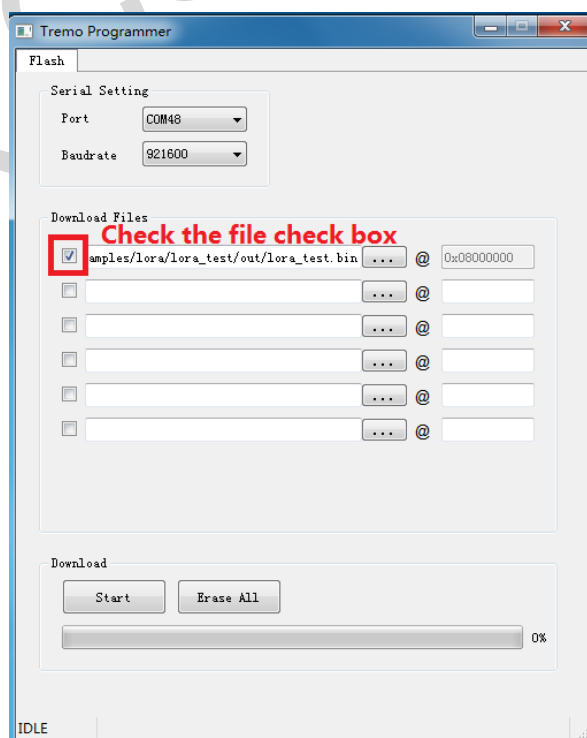 Tremo Programmer
Flash
Serial Setting
Port COM48
Baudrate 921600
Download Files
Check the file check box
amples/lora/lora_test/out/lora_test.bin ... @ 0x08000000
... @
... @
... @
... @
... @
Download
Start Erase All
0%
IDLE